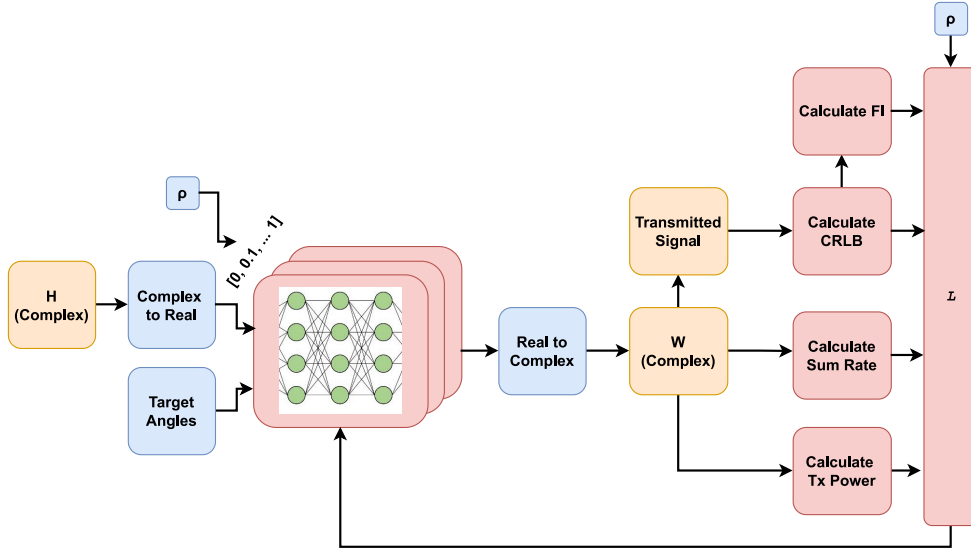 ρ
Calculate FI
ρ
[0, 0.1, ... 1]
Transmitted
Signal
Calculate
CRLB
H
(Complex)
Complex
to Real
L
Real to
Complex
W
(Complex)
Calculate
Sum Rate
Target
Angles
Calculate
Tx Power